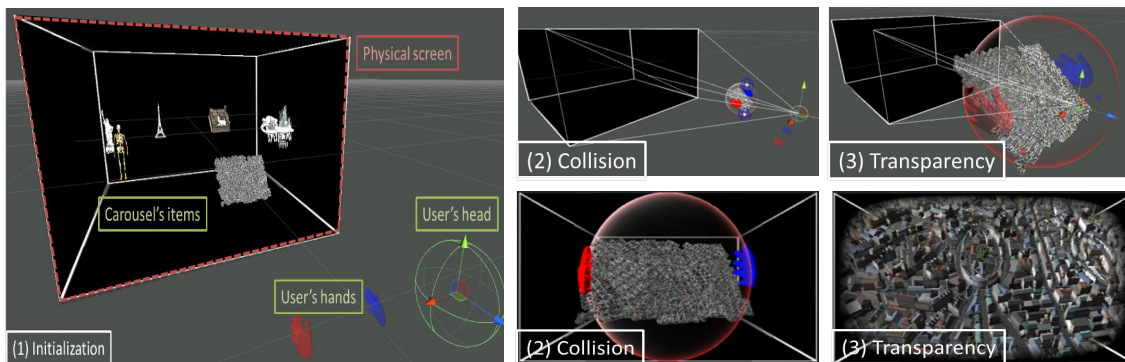 Physical screen
Carousel's items
User's head
User's hands
(1) Initialization
(2) Collision
(3) Transparency
(2) Collision
(3) Transparency